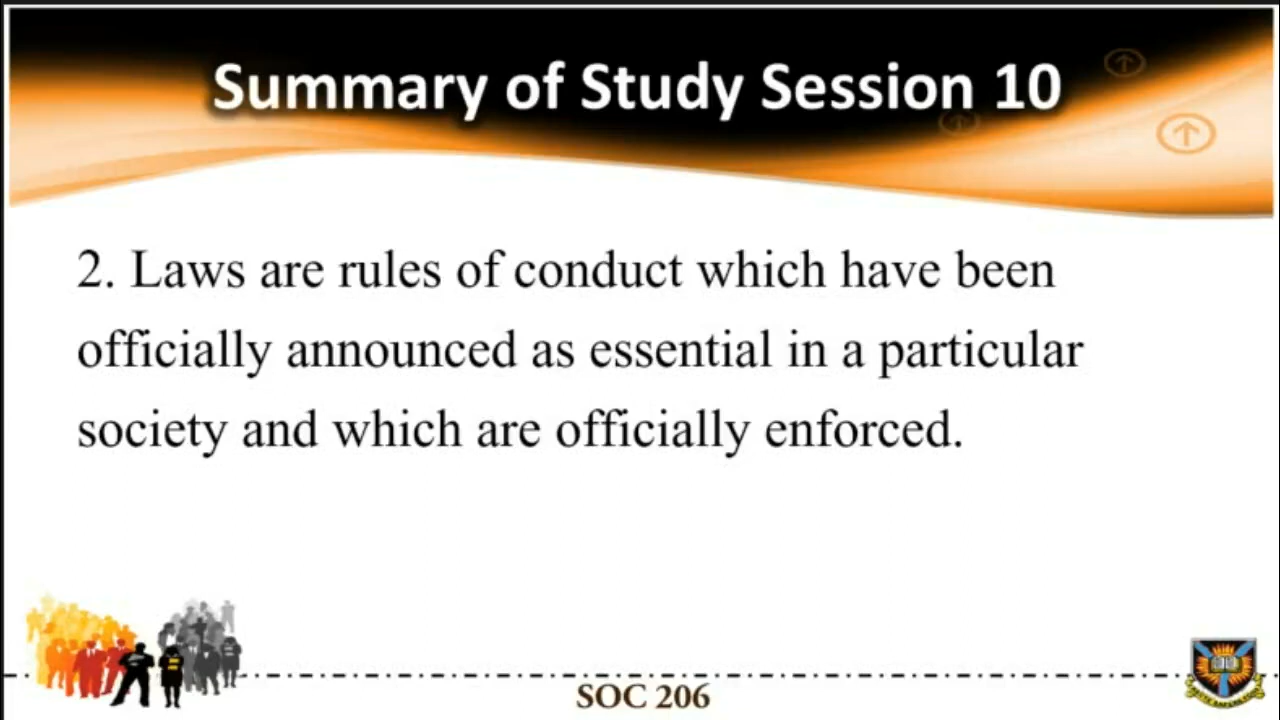 Summary of Study Session 10
2. Laws are rules of conduct which have been
officially announced as essential in a particular
society and which are officially enforced.
SOC 206